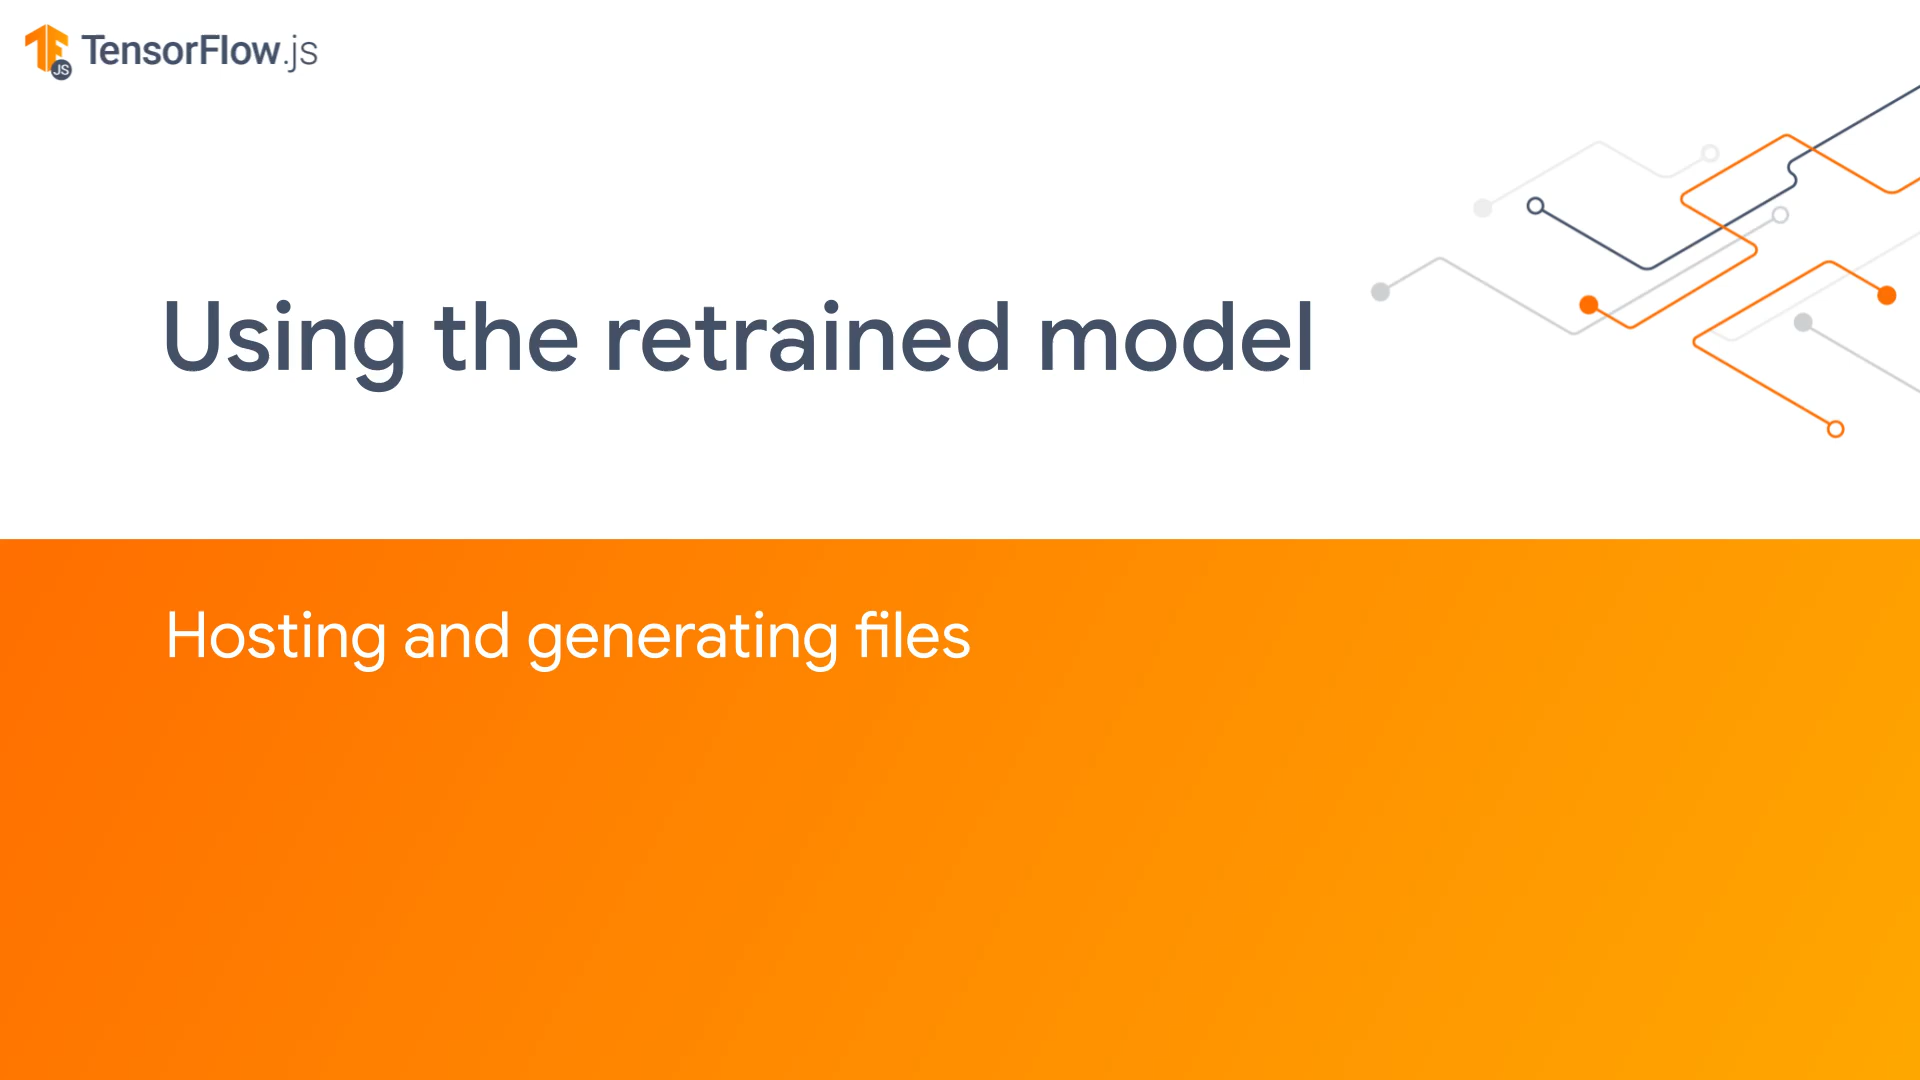 TensorFlow.js
JS
Using the retrained model
Hosting and generating files